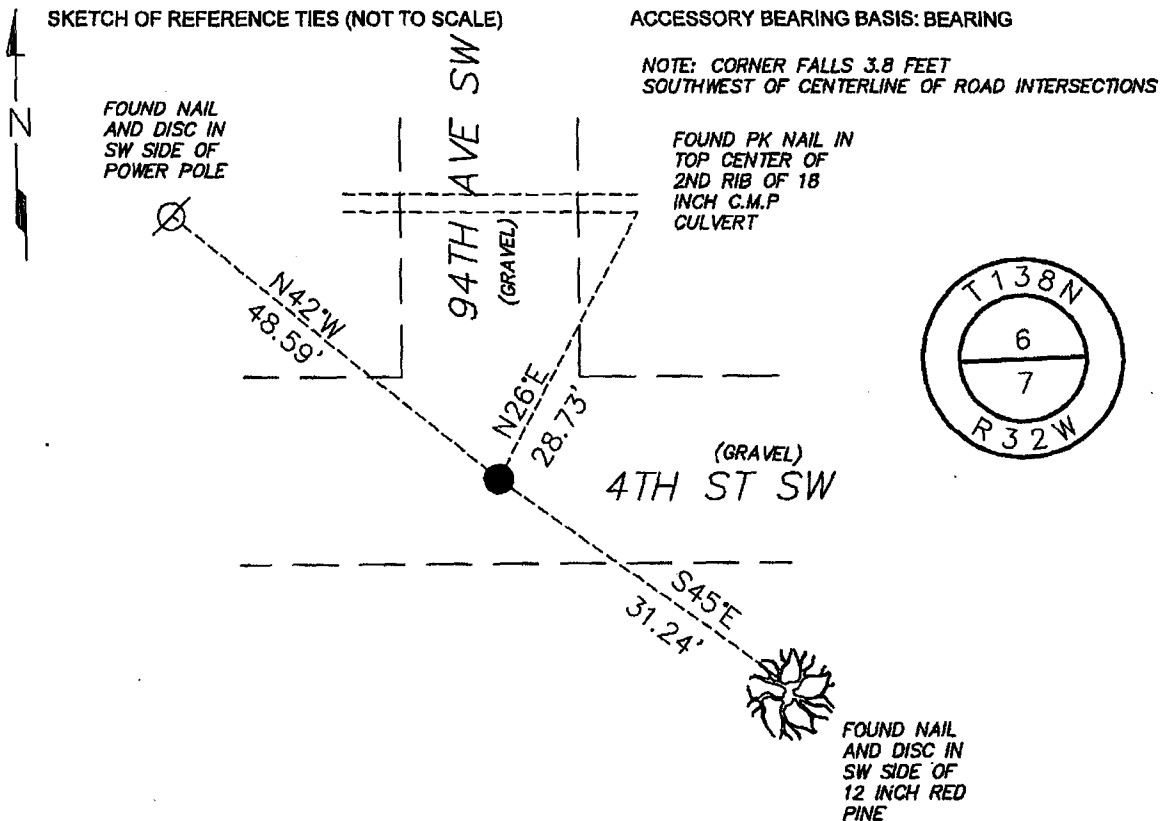 SKETCH OF REFERENCE TIES (NOT TO SCALE)
ACCESSORY BEARING BASIS: BEARING
NOTE: CORNER FALLS 3.8 FEET
SOUTHWEST OF CENTERLINE OF ROAD INTERSECTIONS
N
FOUND NAIL
AND DISC IN
SW SIDE OF
POWER POLE
94TH AVE SW
(GRAVEL)
FOUND PK NAIL IN
TOP CENTER OF
2ND RIB OF 18
INCH C.M.P
CULVERT
N42°W
48.59'
N26°E
28.73'
T138N
6
7
R32W
(GRAVEL)
4TH ST SW
S45°E
31.24'
FOUND NAIL
AND DISC IN
SW SIDE OF
12 INCH RED
PINE